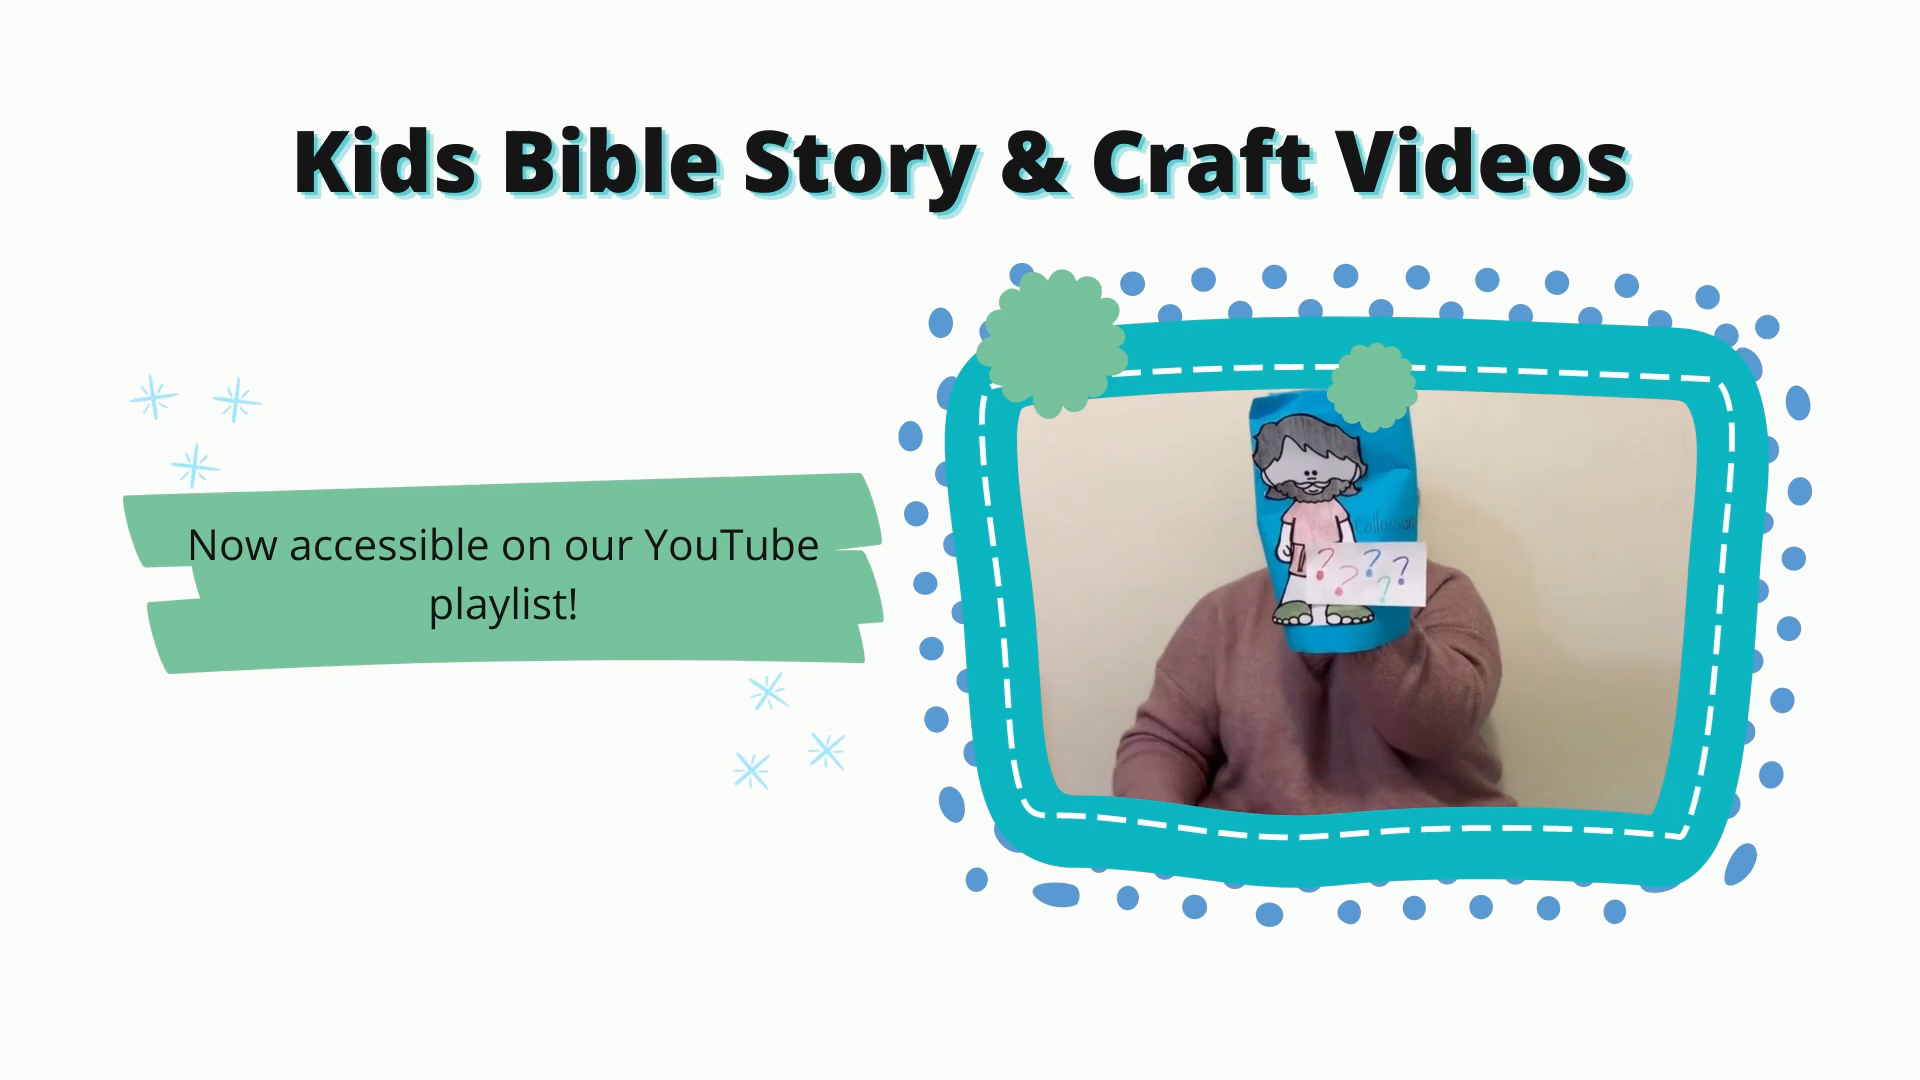 Kids Bible Story & Craft Videos
Now accessible on our YouTube
playlist!
? ? ? ? ?